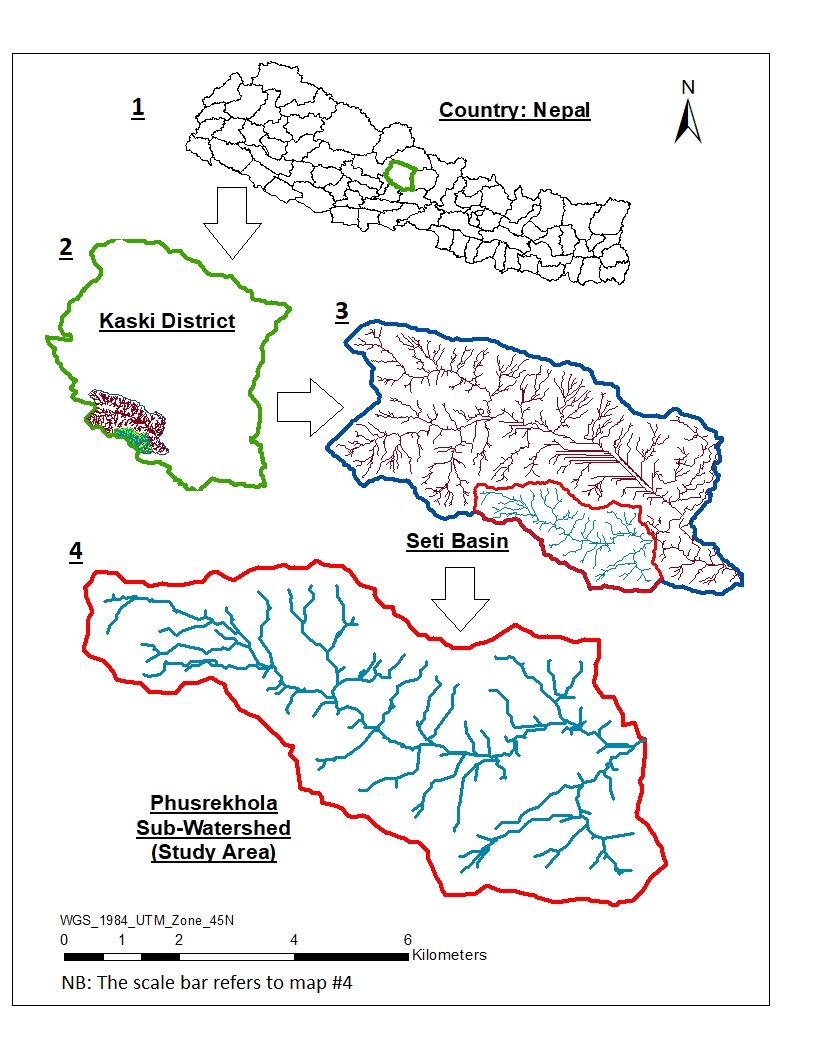 N
1
Country: Nepal
2
Kaski District
3
Seti Basin
4
Phusrekhola
Sub-Watershed
(Study Area)
WGS_1984_UTM_Zone_45N
0 1 2 4 6
Kilometers
NB: The scale bar refers to map #4